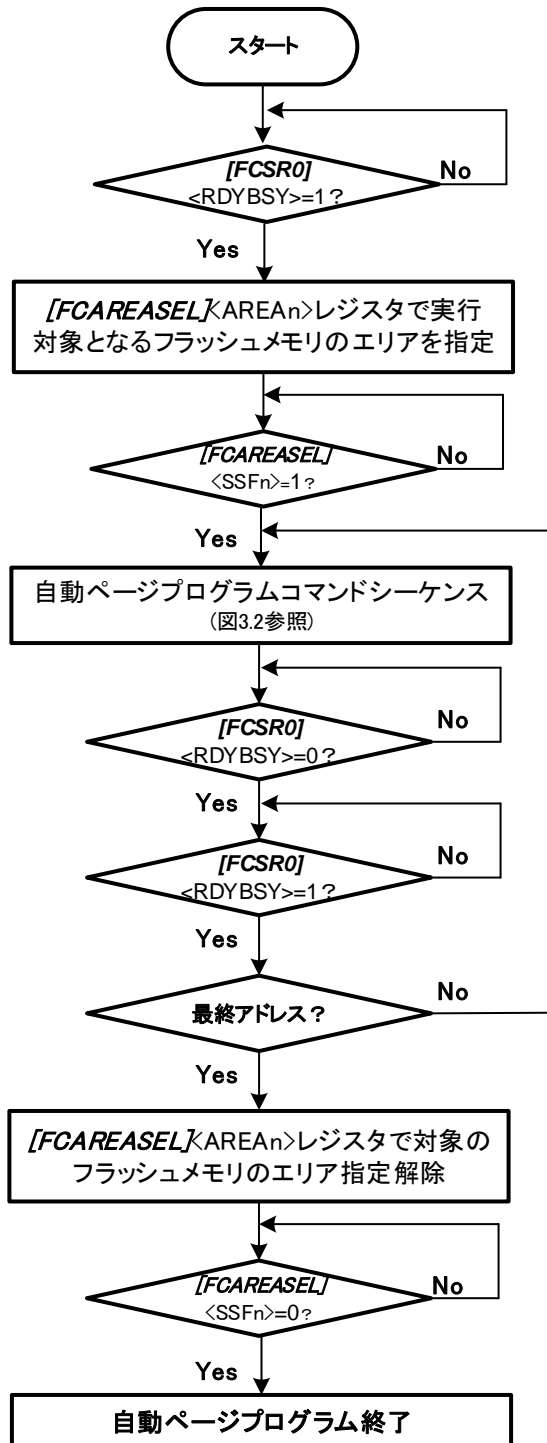 スタート
[FCSR0]
<RDYBSY>=1?
No
Yes
[FCAREASEL]<AREAn>レジスタで実行
対象となるフラッシュメモリのエリアを指定
[FCAREASEL]
<SSFn>=1?
No
Yes
自動ページプログラムコマンドシーケンス
(図3.2参照)
[FCSR0]
<RDYBSY>=0?
No
Yes
[FCSR0]
<RDYBSY>=1?
No
Yes
最終アドレス?
No
Yes
[FCAREASEL]<AREAn>レジスタで対象の
フラッシュメモリのエリア指定解除
[FCAREASEL]
<SSFn>=0?
No
Yes
自動ページプログラム終了